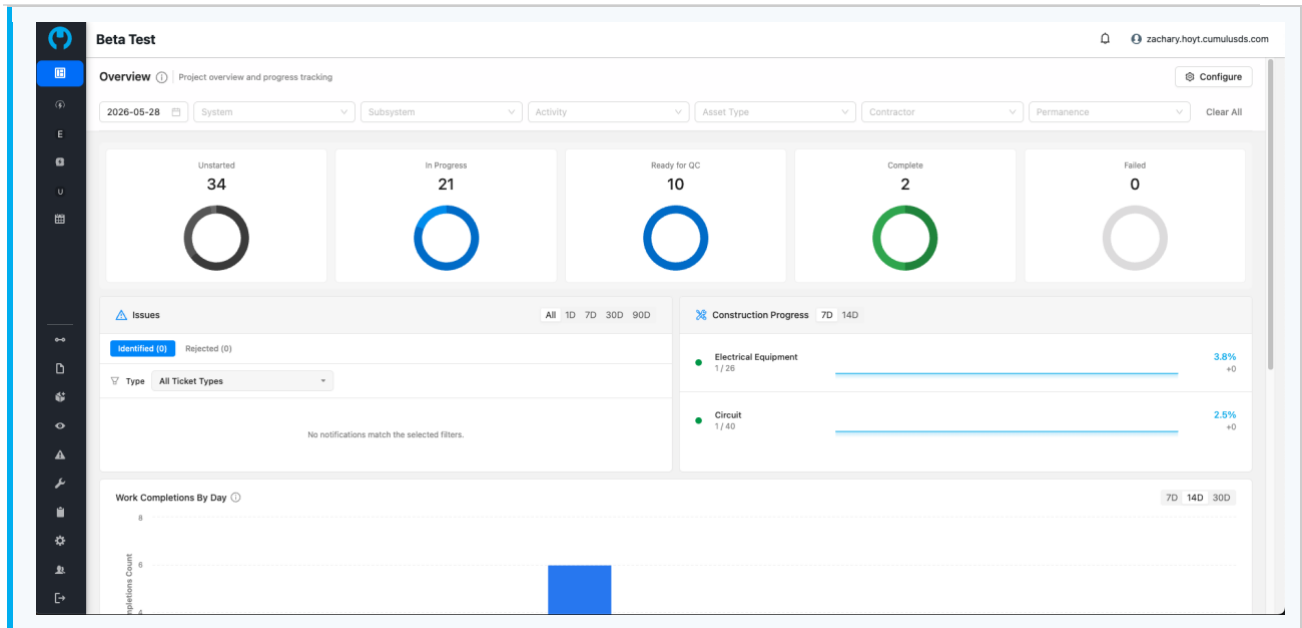 Beta Test
zachary.hoyt.cumulusds.com
Overview Project overview and progress tracking
Configure
2026-05-28 System Subsystem Activity Asset Type Contractor Permanence Clear All
Unstarted
34
In Progress
21
Ready for QC
10
Complete
2
Failed
0
E
U
Issues
All 1D 7D 30D 90D
Identified (0) Rejected (0)
Type All Ticket Types
No notifications match the selected filters.
Construction Progress 7D 14D
Electrical Equipment
1 / 26
3.8%
+0
Circuit
1 / 40
2.5%
+0
Work Completions By Day
7D 14D 30D
8
6
4